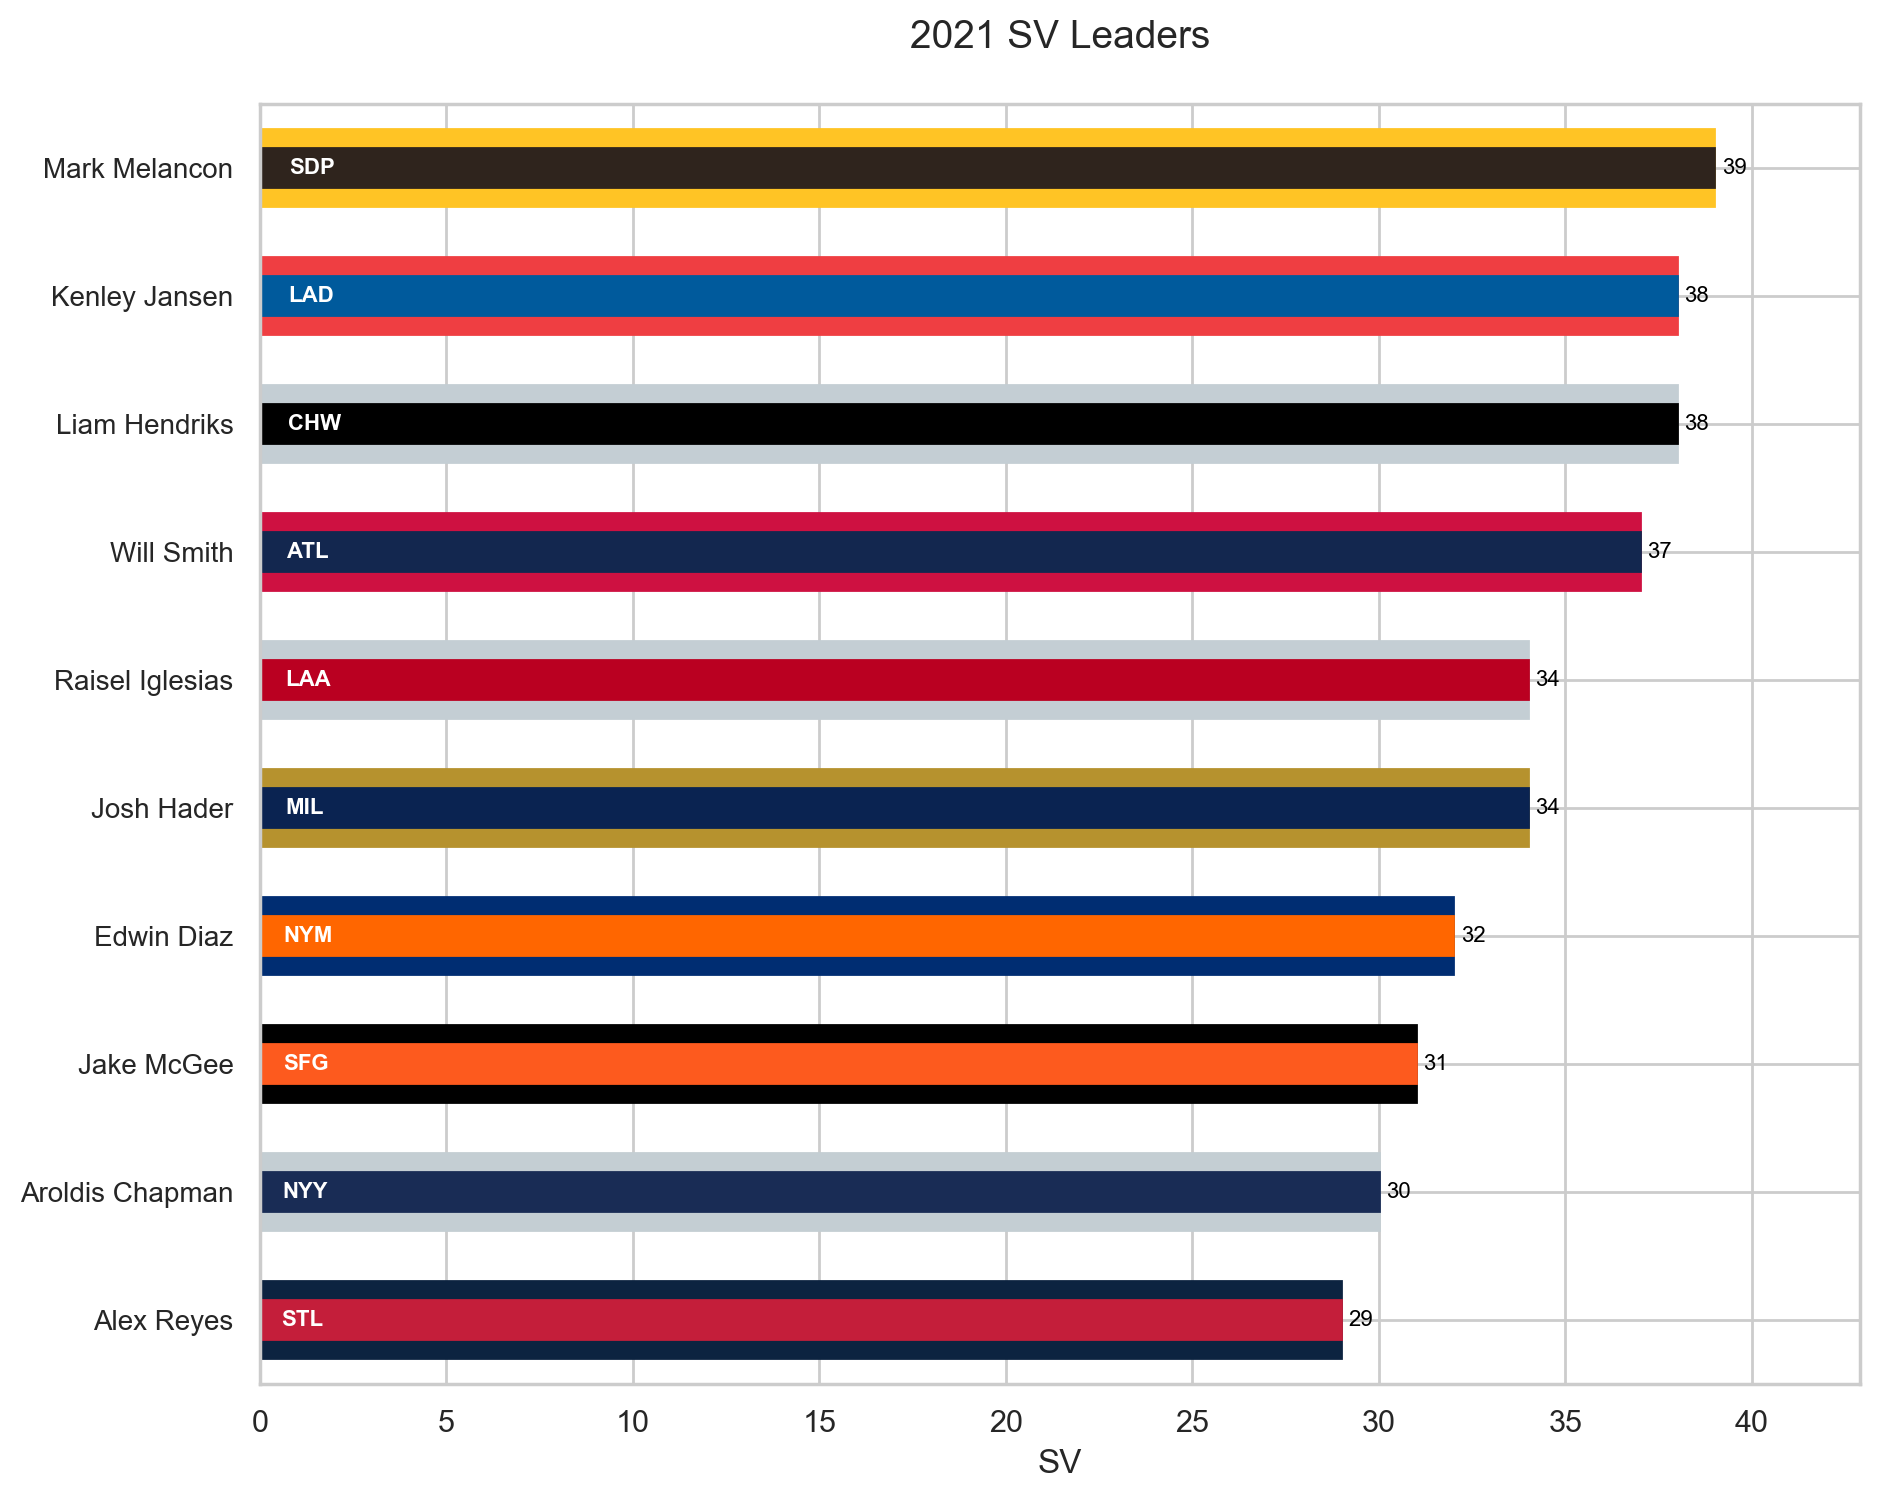 2021 SV Leaders
Mark Melancon SDP 39
Kenley Jansen LAD 38
Liam Hendriks CHW 38
Will Smith ATL 37
Raisel Iglesias LAA 34
Josh Hader MIL 34
Edwin Diaz NYM 32
Jake McGee SFG 31
Aroldis Chapman NYY 30
Alex Reyes STL 29
0 5 10 15 20 25 30 35 40
SV